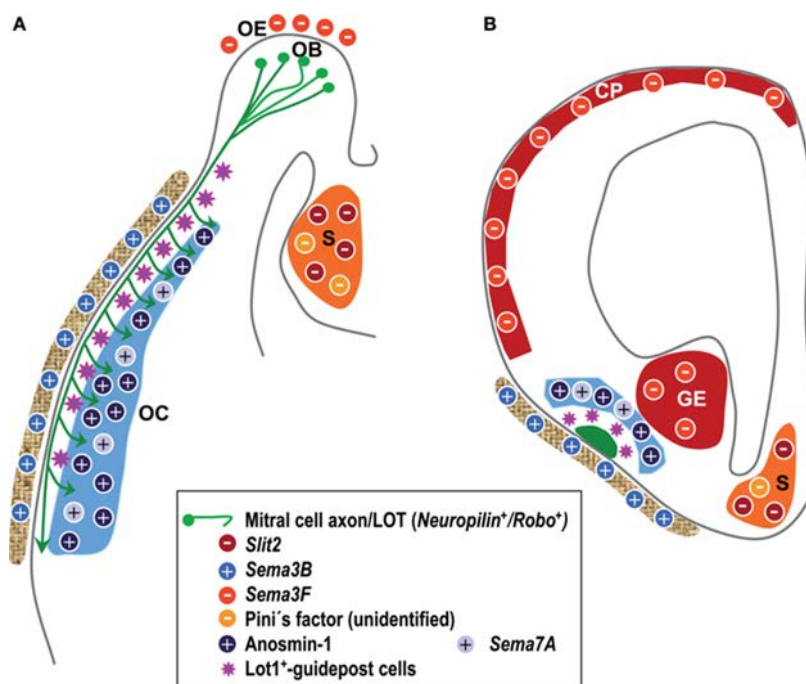 A
OE
OB
S
OC
B
CP
GE
S
Mitral cell axon/LOT (Neuropilin⁺/Robo⁺)
Slit2
Sema3B
Sema3F
Pini´s factor (unidentified)
Anosmin-1 Sema7A
Lot1⁺-guidepost cells